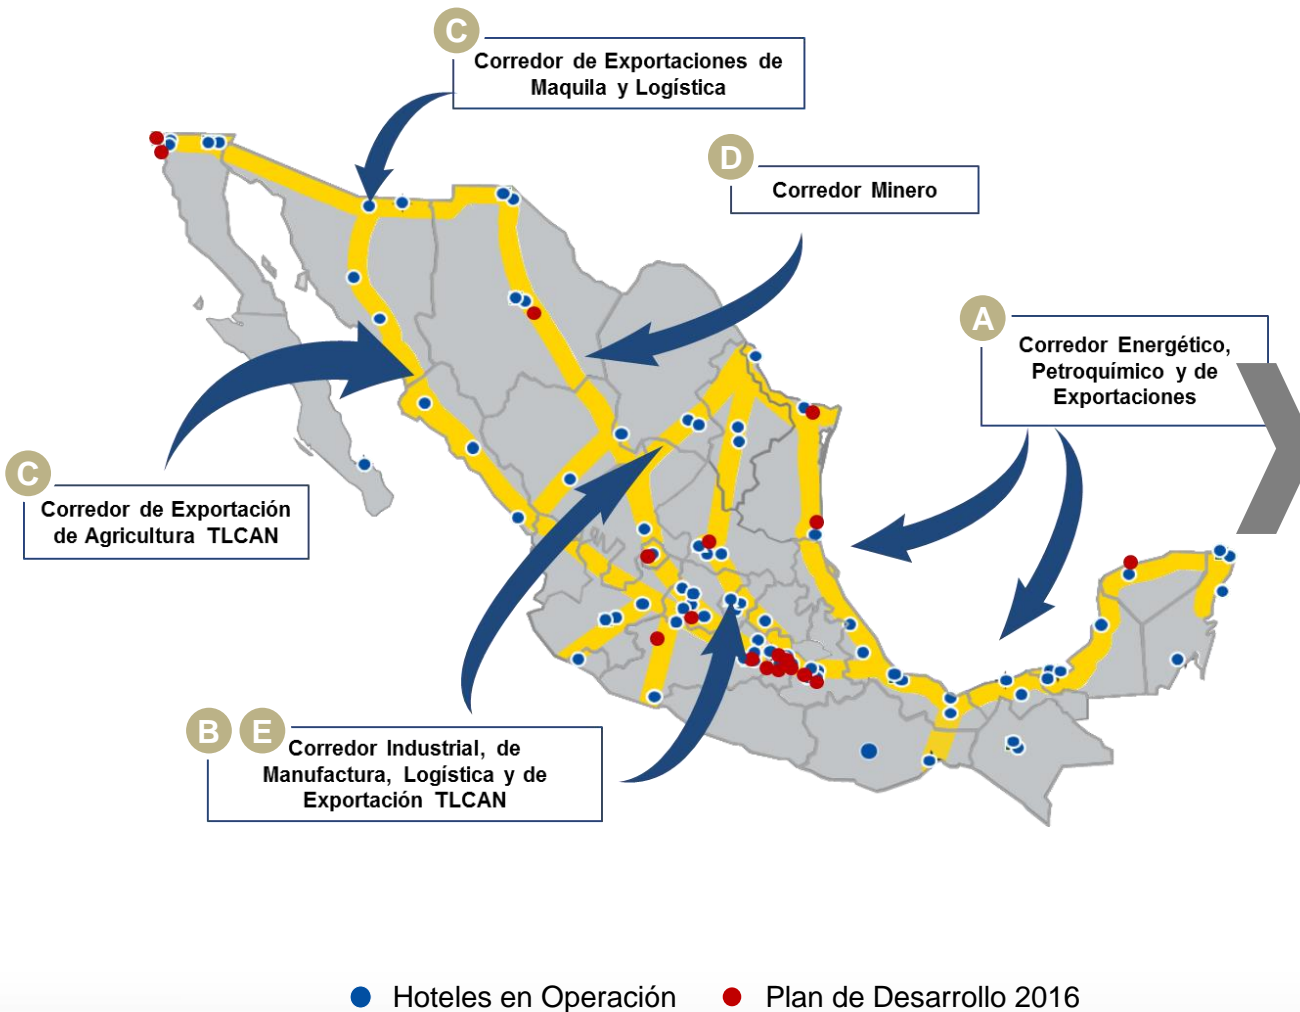 C
Corredor de Exportaciones de
Maquila y Logística
D
Corredor Minero
A
Corredor Energético,
Petroquímico y de
Exportaciones
C
Corredor de Exportación
de Agricultura TLCAN
B E
Corredor Industrial, de
Manufactura, Logística y de
Exportación TLCAN
Hoteles en Operación
Plan de Desarrollo 2016